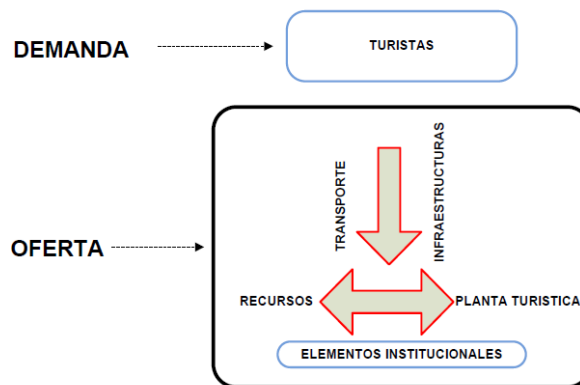 DEMANDA
TURISTAS
TRANSPORTE
INFRAESTRUCTURAS
OFERTA
RECURSOS
PLANTA TURISTICA
ELEMENTOS INSTITUCIONALES